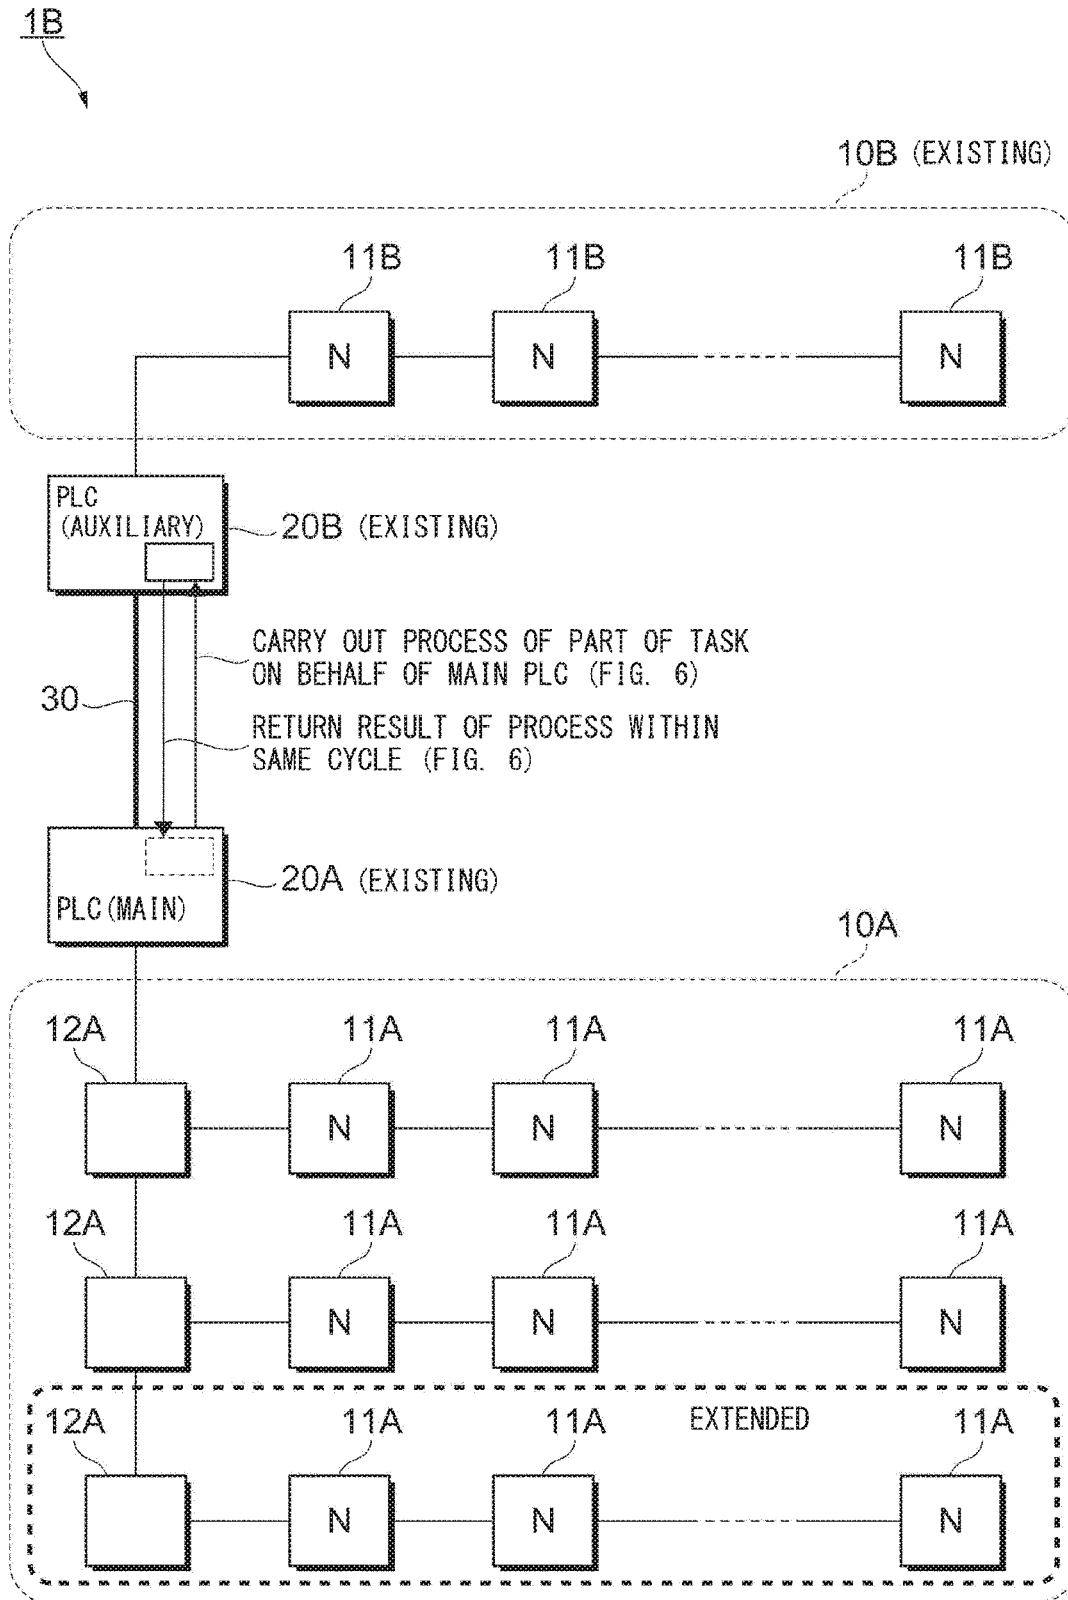 1B
10B (EXISTING)
11B
11B
11B
N
N
N
PLC
(AUXILIARY)
20B (EXISTING)
CARRY OUT PROCESS OF PART OF TASK
ON BEHALF OF MAIN PLC (FIG. 6)
30
RETURN RESULT OF PROCESS WITHIN
SAME CYCLE (FIG. 6)
20A (EXISTING)
PLC(MAIN)
10A
12A
11A
11A
11A
N
N
N
12A
11A
11A
11A
N
N
N
12A
11A
11A
EXTENDED
11A
N
N
N